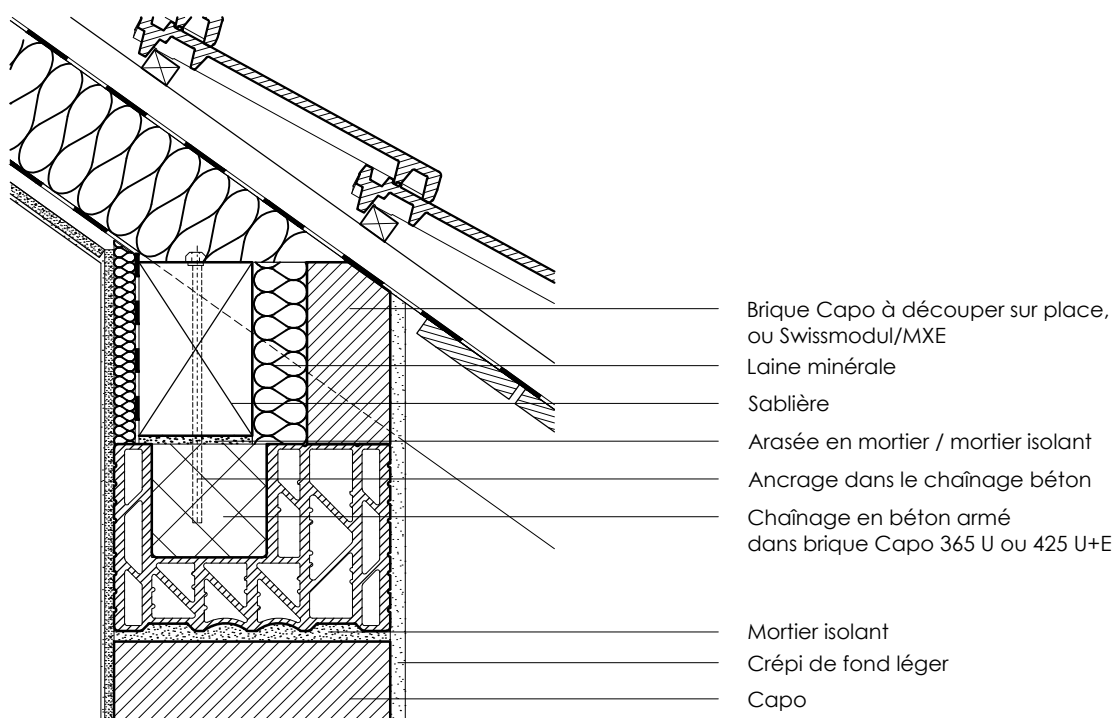 Brique Capo à découper sur place,
ou Swissmodul/MXE
Laine minérale
Sablière
Arasée en mortier / mortier isolant
Ancrage dans le chaînage béton
Chaînage en béton armé
dans brique Capo 365 U ou 425 U+E
Mortier isolant
Crépi de fond léger
Capo